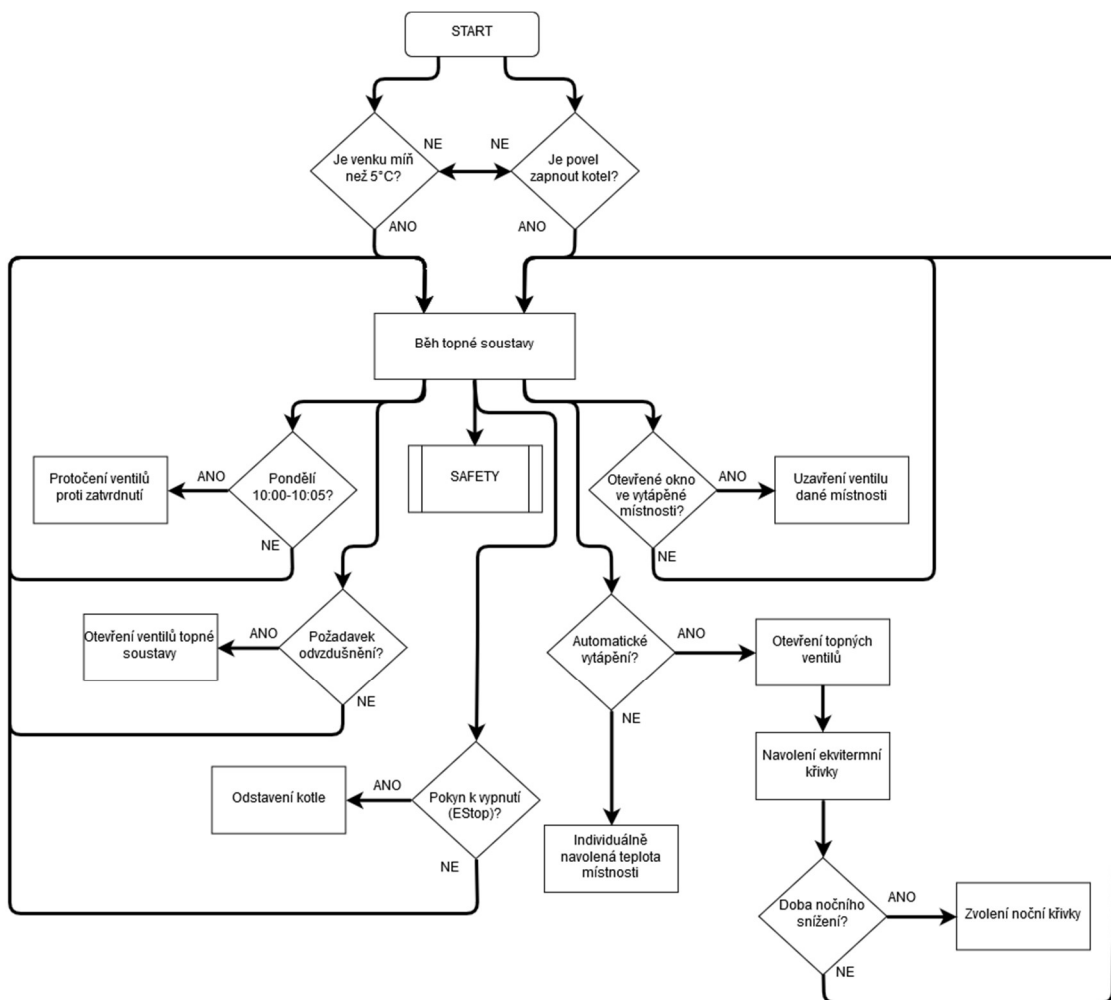 START
Je venku míň
než 5°C?
NE
NE
Je povel
zapnout kotel?
ANO
ANO
Běh topné soustavy
Protočení ventilů
proti zatvrdnutí
ANO
Pondělí
10:00-10:05?
NE
SAFETY
Otevřené okno
ve vytápěné
místnosti?
ANO
NE
Uzavření ventilu
dané místnosti
Otevření ventilů topné
soustavy
ANO
Požadavek
odvzdušnění?
NE
Automatické
vytápění?
ANO
NE
Otevření topných
ventilů
Navolení ekvitermní
křivky
Odstavení kotle
ANO
Pokyn k vypnutí
(EStop)?
NE
Individuálně
navolená teplota
místnosti
Doba nočního
snížení?
ANO
NE
Zvolení noční křivky